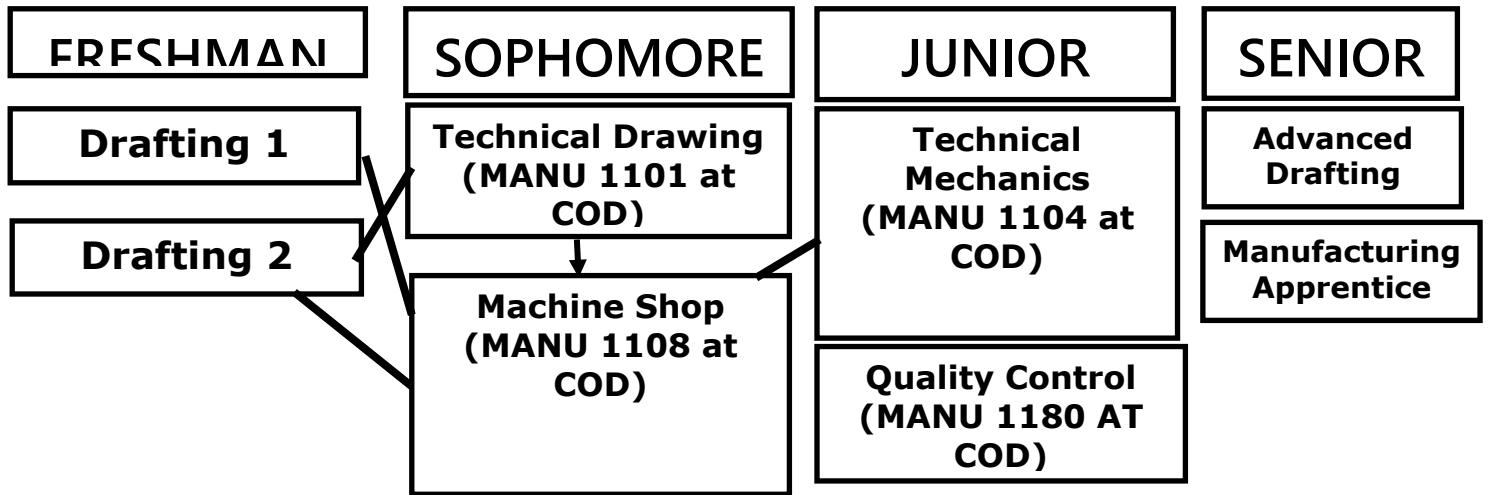 FRESHMAN
SOPHOMORE
JUNIOR
SENIOR
Drafting 1
Drafting 2
Technical Drawing
(MANU 1101 at
COD)
Machine Shop
(MANU 1108 at
COD)
Technical
Mechanics
(MANU 1104 at
COD)
Quality Control
(MANU 1180 AT
COD)
Advanced
Drafting
Manufacturing
Apprentice